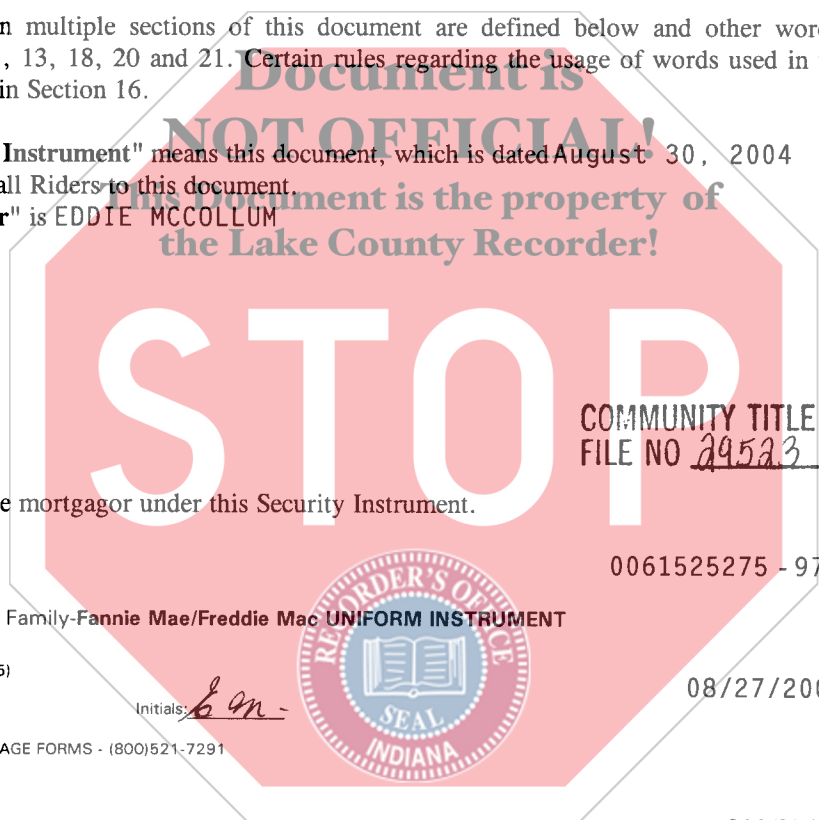 n multiple sections of this document are defined below and other word
, 13, 18, 20 and 21. Certain rules regarding the usage of words used in
in Section 16.
Document is
NOT OFFICIAL!
This Document is the property of
the Lake County Recorder!
Instrument" means this document, which is dated August 30, 2004
all Riders to this document.
r" is EDDIE MCCOLLUM
STOP
COMMUNITY TITLE
FILE NO 29523
e mortgagor under this Security Instrument.
0061525275 - 97
Family-Fannie Mae/Freddie Mac UNIFORM INSTRUMENT
RECORDER'S OFFICE
SEAL
INDIANA
Initials: E M -
08/27/200
AGE FORMS - (800)521-7291